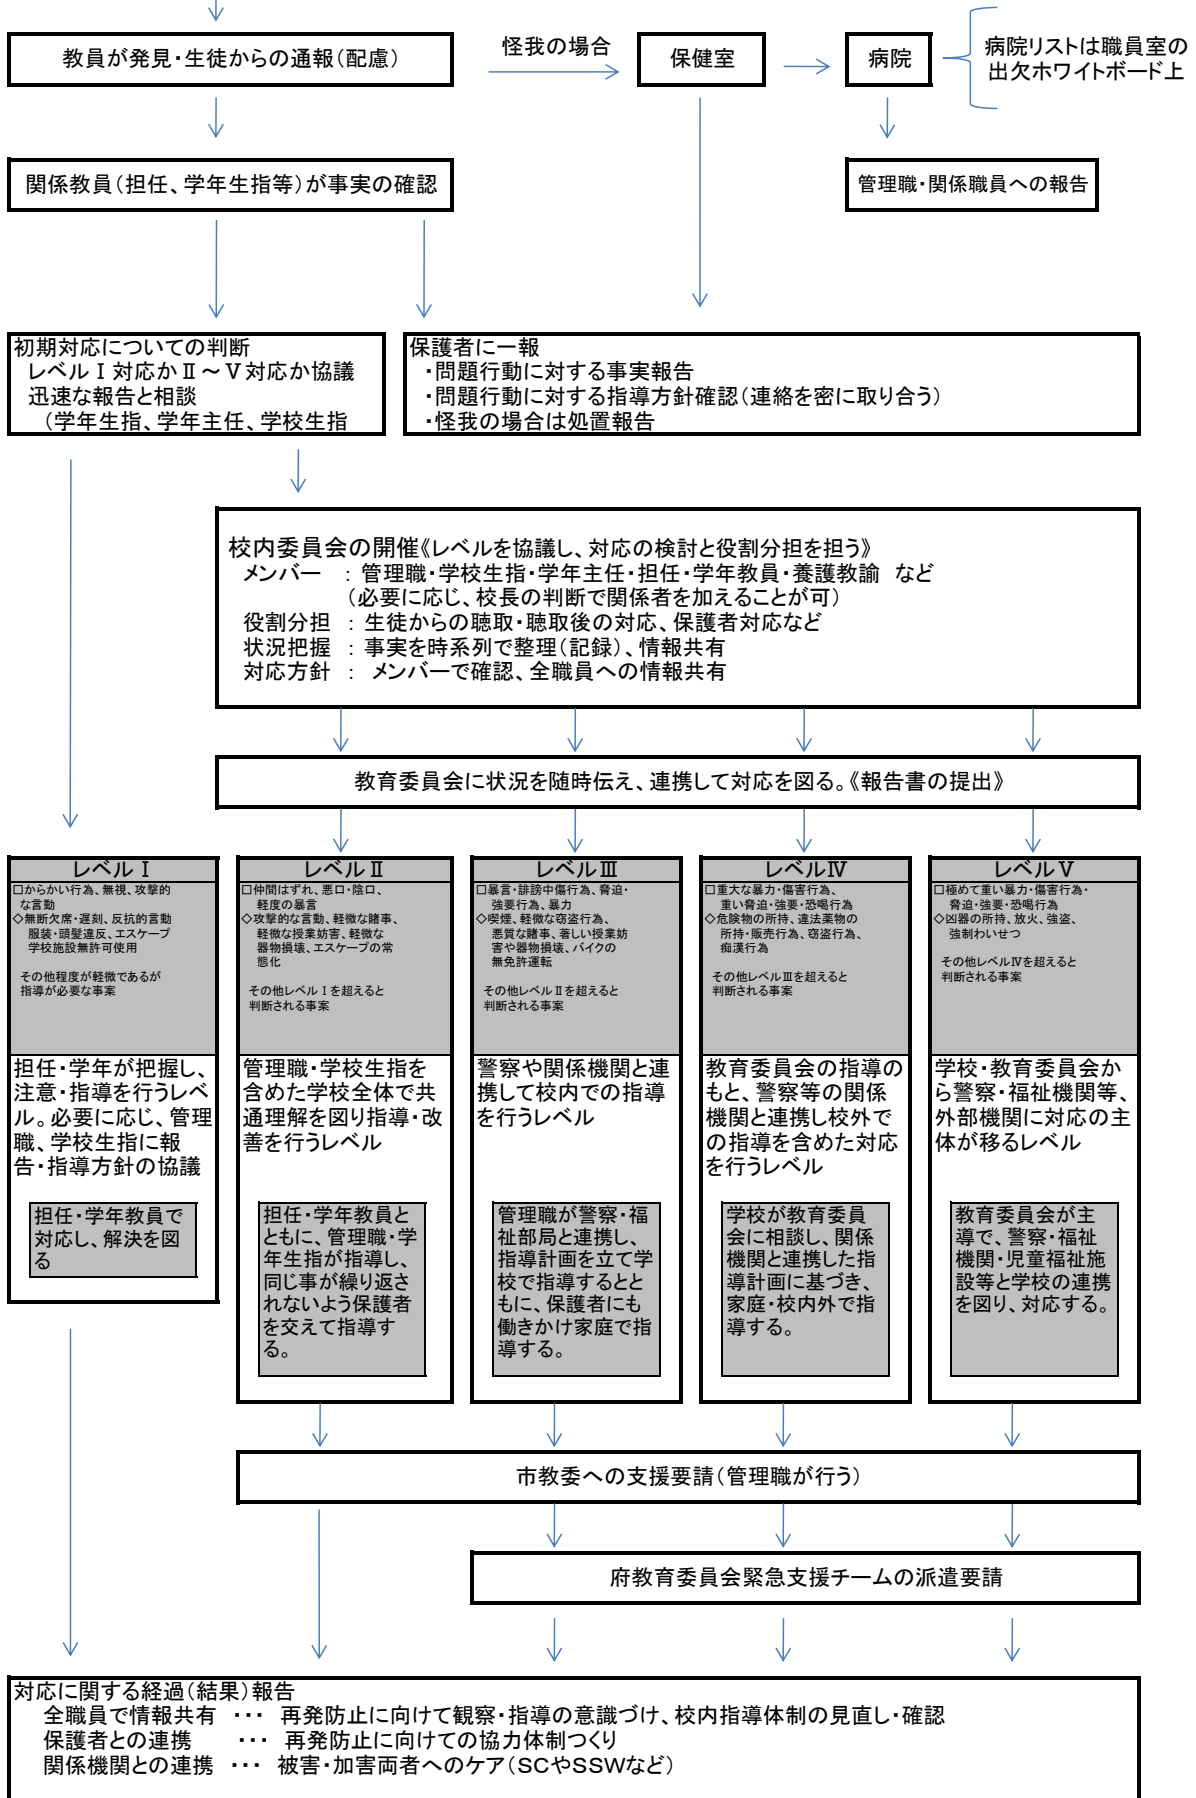 教員が発見・生徒からの通報（配慮）
怪我の場合
保健室
病院
病院リストは職員室の
出欠ホワイトボード上
関係教員（担任、学年生指等）が事実の確認
管理職・関係職員への報告
初期対応についての判断
レベルⅠ対応かⅡ～Ⅴ対応か協議
迅速な報告と相談
（学年生指、学年主任、学校生指
保護者に一報
・問題行動に対する事実報告
・問題行動に対する指導方針確認（連絡を密に取り合う）
・怪我の場合は処置報告
校内委員会の開催《レベルを協議し、対応の検討と役割分担を担う》
メンバー ： 管理職・学校生指・学年主任・担任・学年教員・養護教諭 など
（必要に応じ、校長の判断で関係者を加えることが可）
役割分担 ： 生徒からの聴取・聴取後の対応、保護者対応など
状況把握 ： 事実を時系列で整理（記録）、情報共有
対応方針 ： メンバーで確認、全職員への情報共有
教育委員会に状況を随時伝え、連携して対応を図る。《報告書の提出》
レベルⅠ
□からかい行為、無視、攻撃的
な言動
◇無断欠席・遅刻、反抗的言動
服装・頭髪違反、エスケープ
学校施設無許可使用
その他程度が軽微であるが
指導が必要な事案
担任・学年が把握し、
注意・指導を行うレベ
ル。必要に応じ、管理
職、学校生指に報
告・指導方針の協議
担任・学年教員で
対応し、解決を図
る
レベルⅡ
□仲間はずれ、悪口・陰口、
軽度の暴言
◇攻撃的な言動、軽微な賭事、
軽微な授業妨害、軽微な
器物損壊、エスケープの常
態化
その他レベルⅠを超えると
判断される事案
管理職・学校生指を
含めた学校全体で共
通理解を図り指導・改
善を行うレベル
担任・学年教員と
ともに、管理職・学
年生指が指導し、
同じ事が繰り返さ
れないよう保護者
を交えて指導す
る。
レベルⅢ
□暴言・誹謗中傷行為、脅迫・
強要行為、暴力
◇喫煙、軽微な窃盗行為、
悪質な賭事、著しい授業妨
害や器物損壊、バイクの
無免許運転
その他レベルⅡを超えると
判断される事案
警察や関係機関と連
携して校内での指導
を行うレベル
管理職が警察・福
祉部局と連携し、
指導計画を立て学
校で指導するとと
もに、保護者にも
働きかけ家庭で指
導する。
レベルⅣ
□重大な暴力・傷害行為、
重い脅迫・強要・恐喝行為
◇危険物の所持、違法薬物の
所持・販売行為、窃盗行為、
痴漢行為
その他レベルⅢを超えると
判断される事案
教育委員会の指導の
もと、警察等の関係
機関と連携し校外で
の指導を含めた対応
を行うレベル
学校が教育委員
会に相談し、関係
機関と連携した指
導計画に基づき、
家庭・校内外で指
導する。
レベルⅤ
□極めて重い暴力・傷害行為・
脅迫・強要・恐喝行為
◇凶器の所持、放火、強盗、
強制わいせつ
その他レベルⅣを超えると
判断される事案
学校・教育委員会か
ら警察・福祉機関等、
外部機関に対応の主
体が移るレベル
教育委員会が主
導で、警察・福祉
機関・児童福祉施
設等と学校の連携
を図り、対応する。
市教委への支援要請（管理職が行う）
府教育委員会緊急支援チームの派遣要請
対応に関する経過（結果）報告
全職員で情報共有 ・・・ 再発防止に向けて観察・指導の意識づけ、校内指導体制の見直し・確認
保護者との連携 ・・・ 再発防止に向けての協力体制つくり
関係機関との連携 ・・・ 被害・加害両者へのケア（SCやSSWなど）